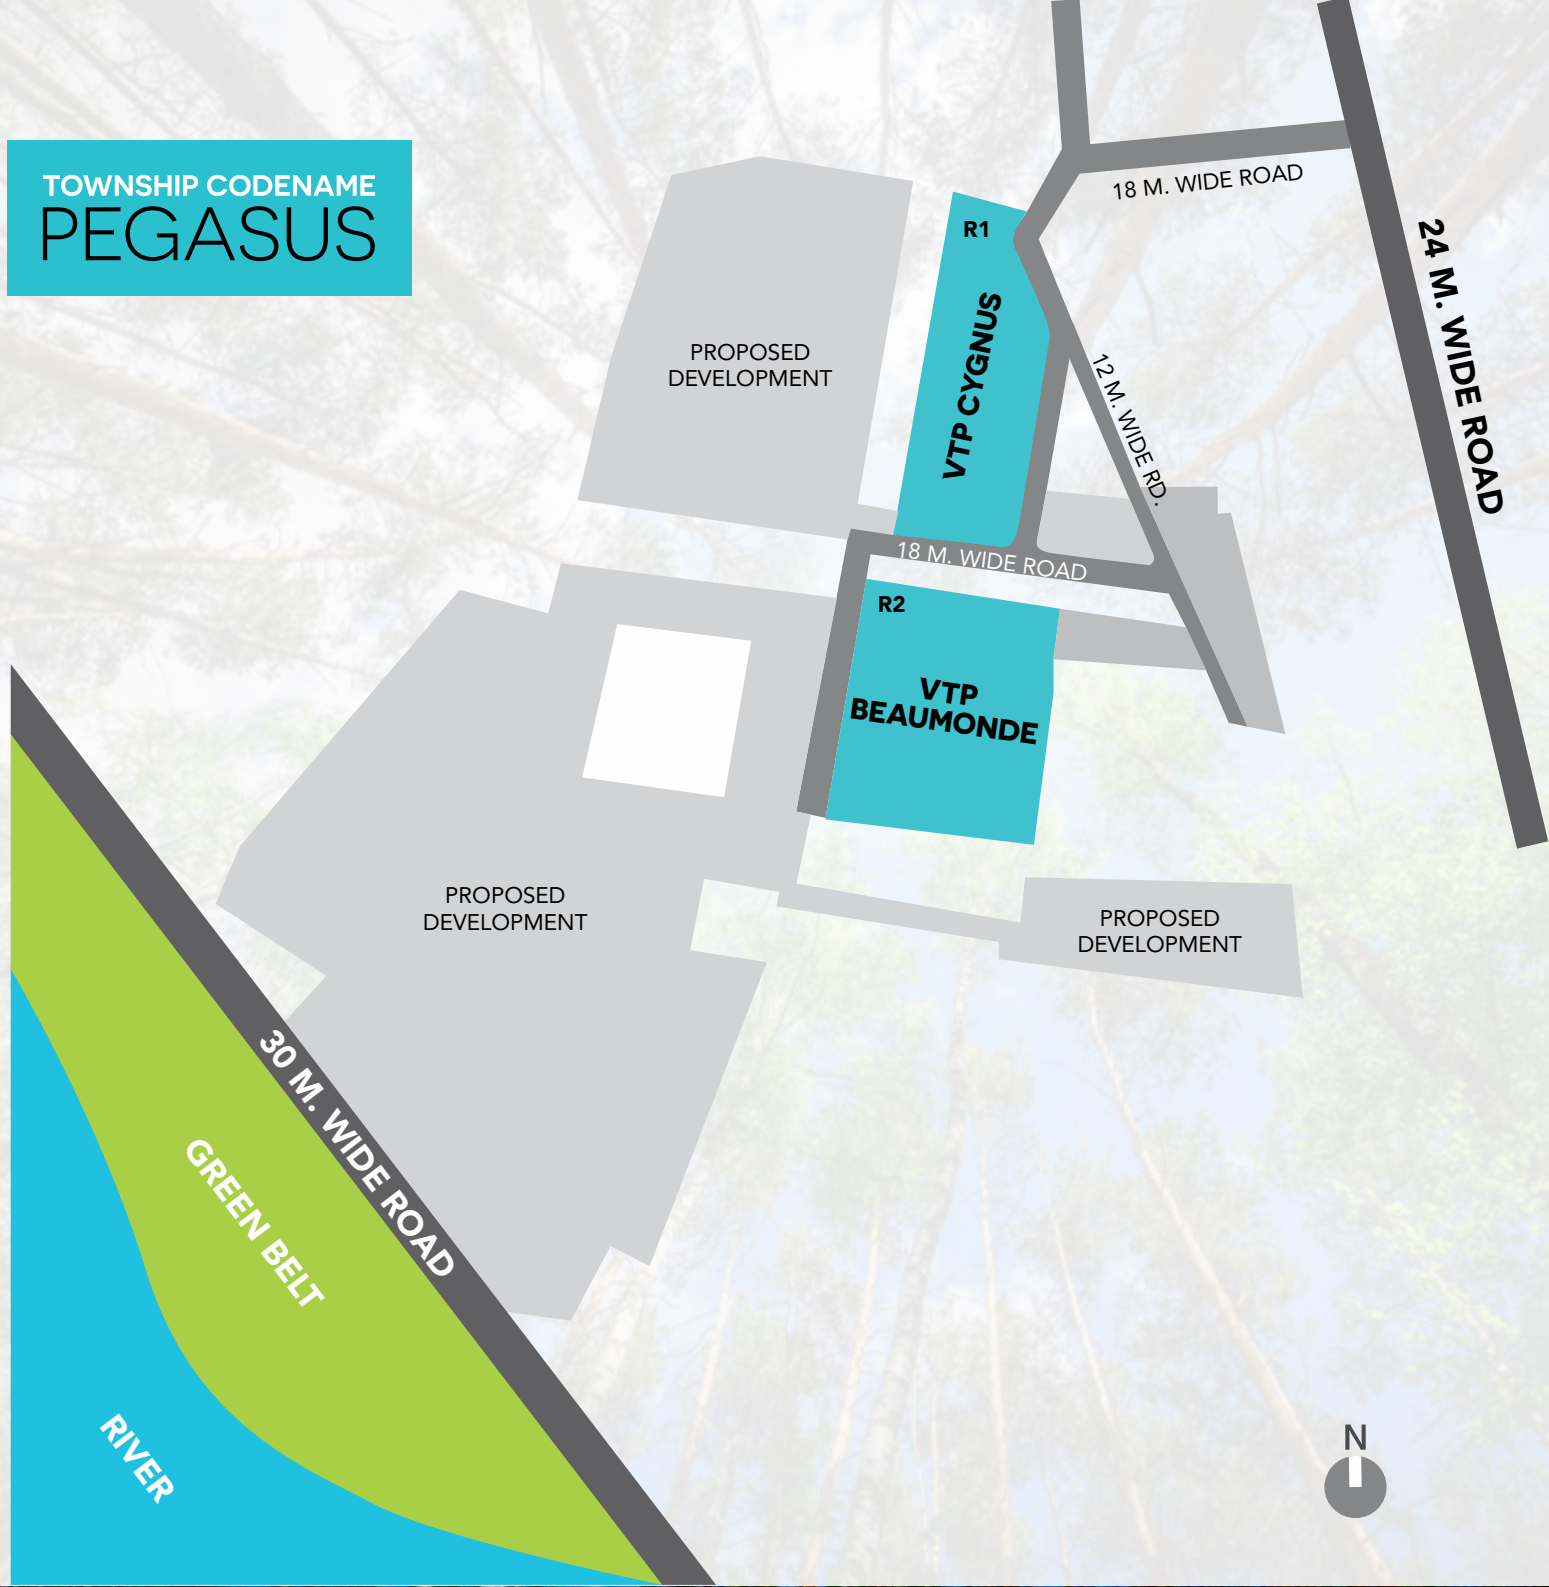 TOWNSHIP CODENAME
PEGASUS
18 M. WIDE ROAD
24 M. WIDE ROAD
R1
VTP CYGNUS
PROPOSED
DEVELOPMENT
12 M. WIDE RD.
18 M. WIDE ROAD
R2
VTP
BEAUMONDE
PROPOSED
DEVELOPMENT
PROPOSED
DEVELOPMENT
30 M. WIDE ROAD
GREEN BELT
RIVER
N